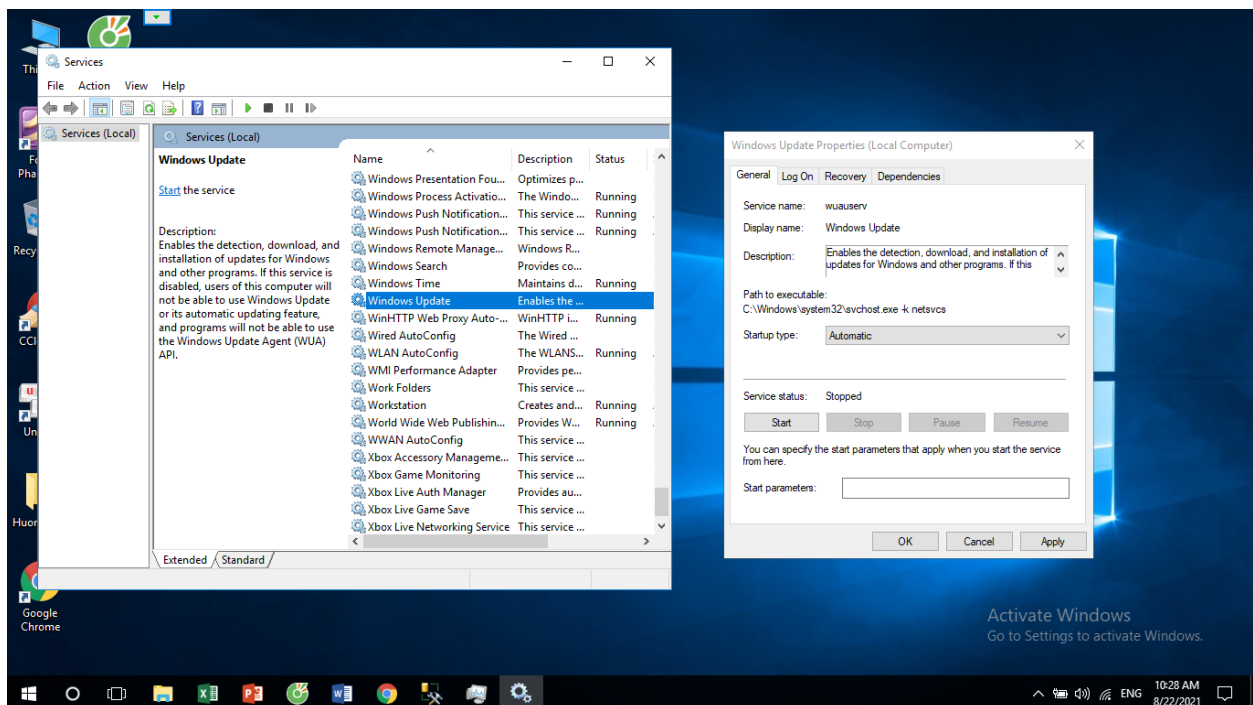 Services
File Action View Help
Services (Local)
Services (Local)
Windows Update
Start the service
Description:
Enables the detection, download, and
installation of updates for Windows
and other programs. If this service is
disabled, users of this computer will
not be able to use Windows Update
or its automatic updating feature,
and programs will not be able to use
the Windows Update Agent (WUA)
API.
Name Description Status
Windows Presentation Fou... Optimizes p...
Windows Process Activatio... The Windo... Running
Windows Push Notification... This service ... Running
Windows Push Notification... This service ... Running
Windows Remote Manage... Windows R...
Windows Search Provides co...
Windows Time Maintains d... Running
Windows Update Enables the ...
WinHTTP Web Proxy Auto-... WinHTTP i... Running
Wired AutoConfig The Wired ...
WLAN AutoConfig The WLANS... Running
WMI Performance Adapter Provides pe...
Work Folders This service ...
Workstation Creates and... Running
World Wide Web Publishin... Provides W... Running
WWAN AutoConfig This service ...
Xbox Accessory Manageme... This service ...
Xbox Game Monitoring This service ...
Xbox Live Auth Manager Provides au...
Xbox Live Game Save This service ...
Xbox Live Networking Service This service ...
Extended Standard
Windows Update Properties (Local Computer)
General Log On Recovery Dependencies
Service name: wuauserv
Display name: Windows Update
Description: Enables the detection, download, and installation of
updates for Windows and other programs. If this
Path to executable:
C:\Windows\system32\svchost.exe -k netsvcs
Startup type: Automatic
Service status: Stopped
Start Stop Pause Resume
You can specify the start parameters that apply when you start the service
from here.
Start parameters:
OK Cancel Apply
Google
Chrome
Activate Windows
Go to Settings to activate Windows.
ENG
10:28 AM
8/22/2021